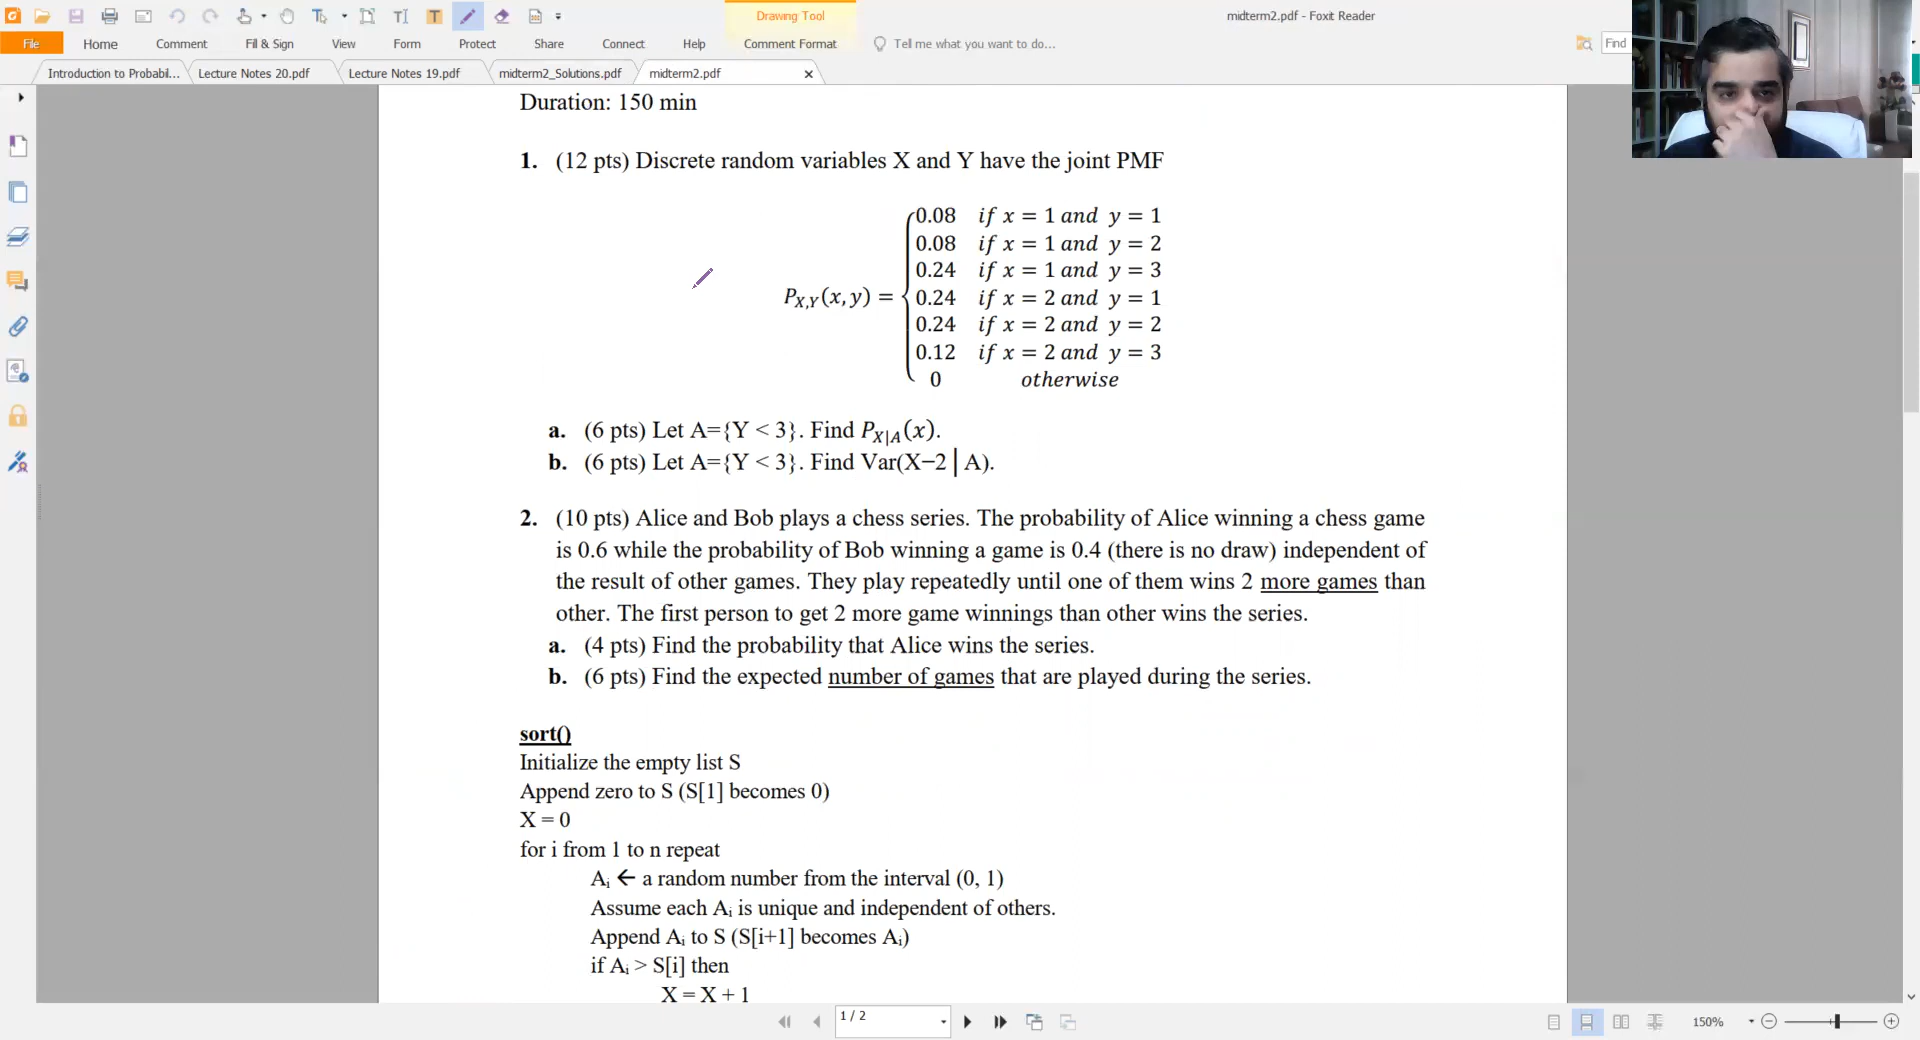 Drawing Tool
midterm2.pdf - Foxit Reader
File Home Comment Fill & Sign View Form Protect Share Connect Help Comment Format Tell me what you want to do... Find
Introduction to Probabil... Lecture Notes 20.pdf Lecture Notes 19.pdf midterm2_Solutions.pdf midterm2.pdf
Duration: 150 min
1. (12 pts) Discrete random variables X and Y have the joint PMF
0.08 if x = 1 and y = 1
0.08 if x = 1 and y = 2
0.24 if x = 1 and y = 3
P_{X,Y}(x, y) = { 0.24 if x = 2 and y = 1
0.24 if x = 2 and y = 2
0.12 if x = 2 and y = 3
0 otherwise
a. (6 pts) Let A={Y < 3}. Find P_{X|A}(x).
b. (6 pts) Let A={Y < 3}. Find Var(X−2 | A).
2. (10 pts) Alice and Bob plays a chess series. The probability of Alice winning a chess game
is 0.6 while the probability of Bob winning a game is 0.4 (there is no draw) independent of
the result of other games. They play repeatedly until one of them wins 2 more games than
other. The first person to get 2 more game winnings than other wins the series.
a. (4 pts) Find the probability that Alice wins the series.
b. (6 pts) Find the expected number of games that are played during the series.
sort()
Initialize the empty list S
Append zero to S (S[1] becomes 0)
X = 0
for i from 1 to n repeat
Aᵢ ← a random number from the interval (0, 1)
Assume each Aᵢ is unique and independent of others.
Append Aᵢ to S (S[i+1] becomes Aᵢ)
if Aᵢ > S[i] then
X = X + 1
1 / 2
150%